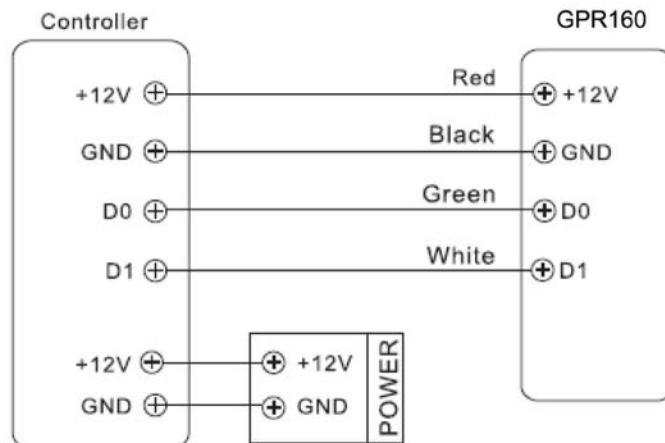 Controller GPR160
+12V Red +12V
GND Black GND
D0 Green D0
D1 White D1
+12V +12V
GND GND
POWER